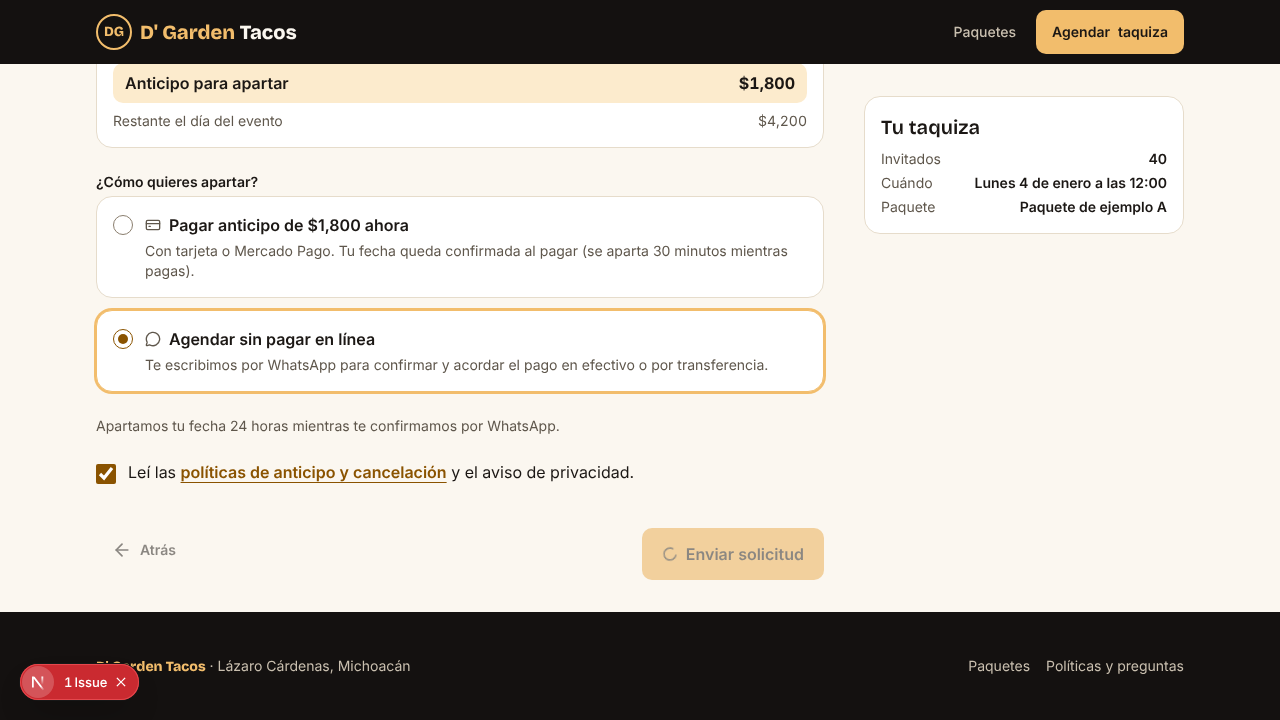 DG D' Garden Tacos
Paquetes
Agendar taquiza
Anticipo para apartar $1,800
Restante el día del evento $4,200
¿Cómo quieres apartar?
Pagar anticipo de $1,800 ahora
Con tarjeta o Mercado Pago. Tu fecha queda confirmada al pagar (se aparta 30 minutos mientras
pagas).
Agendar sin pagar en línea
Te escribimos por WhatsApp para confirmar y acordar el pago en efectivo o por transferencia.
Apartamos tu fecha 24 horas mientras te confirmamos por WhatsApp.
Leí las políticas de anticipo y cancelación y el aviso de privacidad.
Atrás
Enviar solicitud
Tu taquiza
Invitados 40
Cuándo Lunes 4 de enero a las 12:00
Paquete Paquete de ejemplo A
D' Garden Tacos · Lázaro Cárdenas, Michoacán
Paquetes
Políticas y preguntas
N 1 Issue